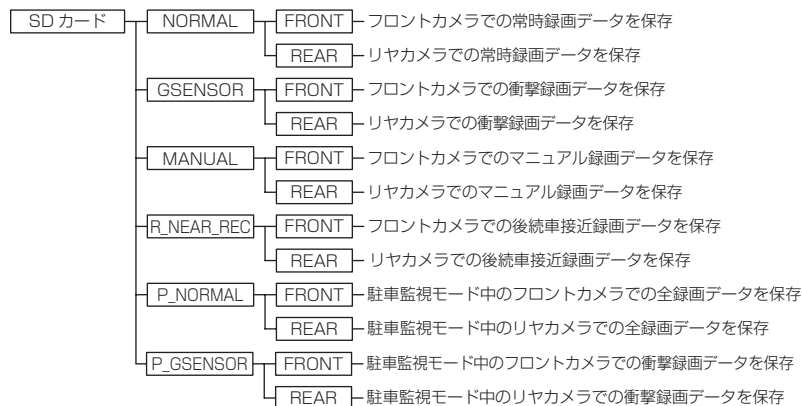 SD カード NORMAL FRONT フロントカメラでの常時録画データを保存
REAR リヤカメラでの常時録画データを保存
GSENSOR FRONT フロントカメラでの衝撃録画データを保存
REAR リヤカメラでの衝撃録画データを保存
MANUAL FRONT フロントカメラでのマニュアル録画データを保存
REAR リヤカメラでのマニュアル録画データを保存
R_NEAR_REC FRONT フロントカメラでの後続車接近録画データを保存
REAR リヤカメラでの後続車接近録画データを保存
P_NORMAL FRONT 駐車監視モード中のフロントカメラでの全録画データを保存
REAR 駐車監視モード中のリヤカメラでの全録画データを保存
P_GSENSOR FRONT 駐車監視モード中のフロントカメラでの衝撃録画データを保存
REAR 駐車監視モード中のリヤカメラでの衝撃録画データを保存